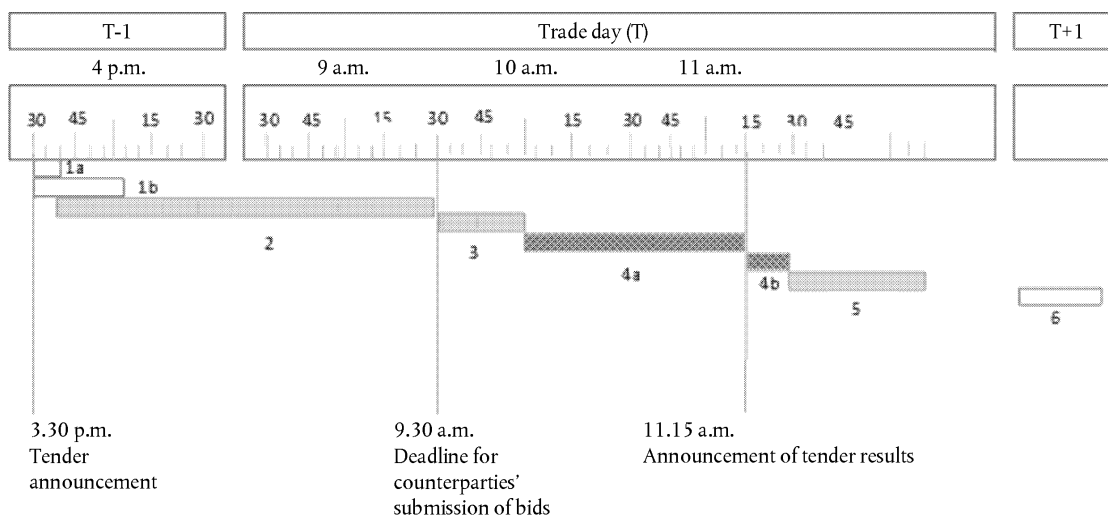 T-1 Trade day (T) T+1
4 p.m. 9 a.m. 10 a.m. 11 a.m.
30 45 15 30 30 45 15 30 45 15 30 45 15 30 45
1a
1b
2
3
4a
4b
5
6
3.30 p.m. 9.30 a.m. 11.15 a.m.
Tender Deadline for Announcement of tender results
announcement counterparties’
submission of bids